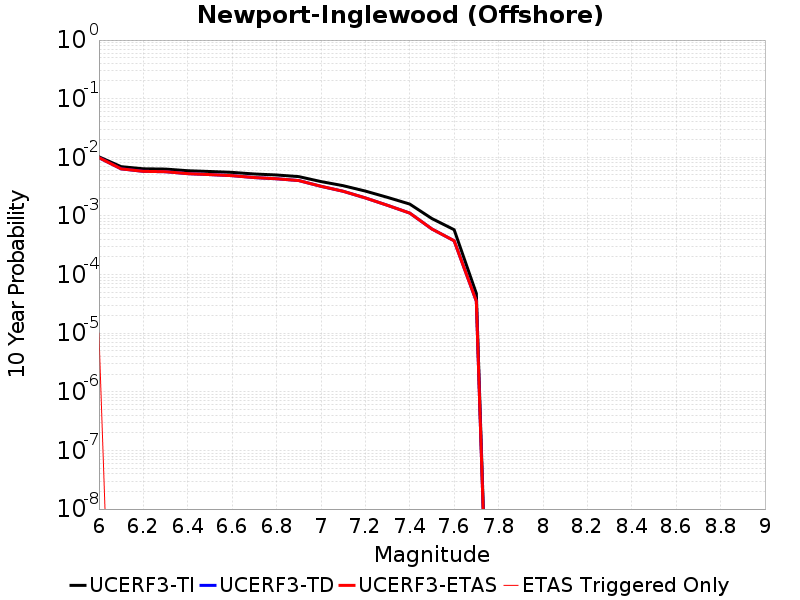 Newport-Inglewood (Offshore)
10^0
10^-1
10^-2
10^-3
10^-4
10^-5
10^-6
10^-7
10^-8
10 Year Probability
6 6.2 6.4 6.6 6.8 7 7.2 7.4 7.6 7.8 8 8.2 8.4 8.6 8.8 9
Magnitude
UCERF3-TI UCERF3-TD UCERF3-ETAS ETAS Triggered Only